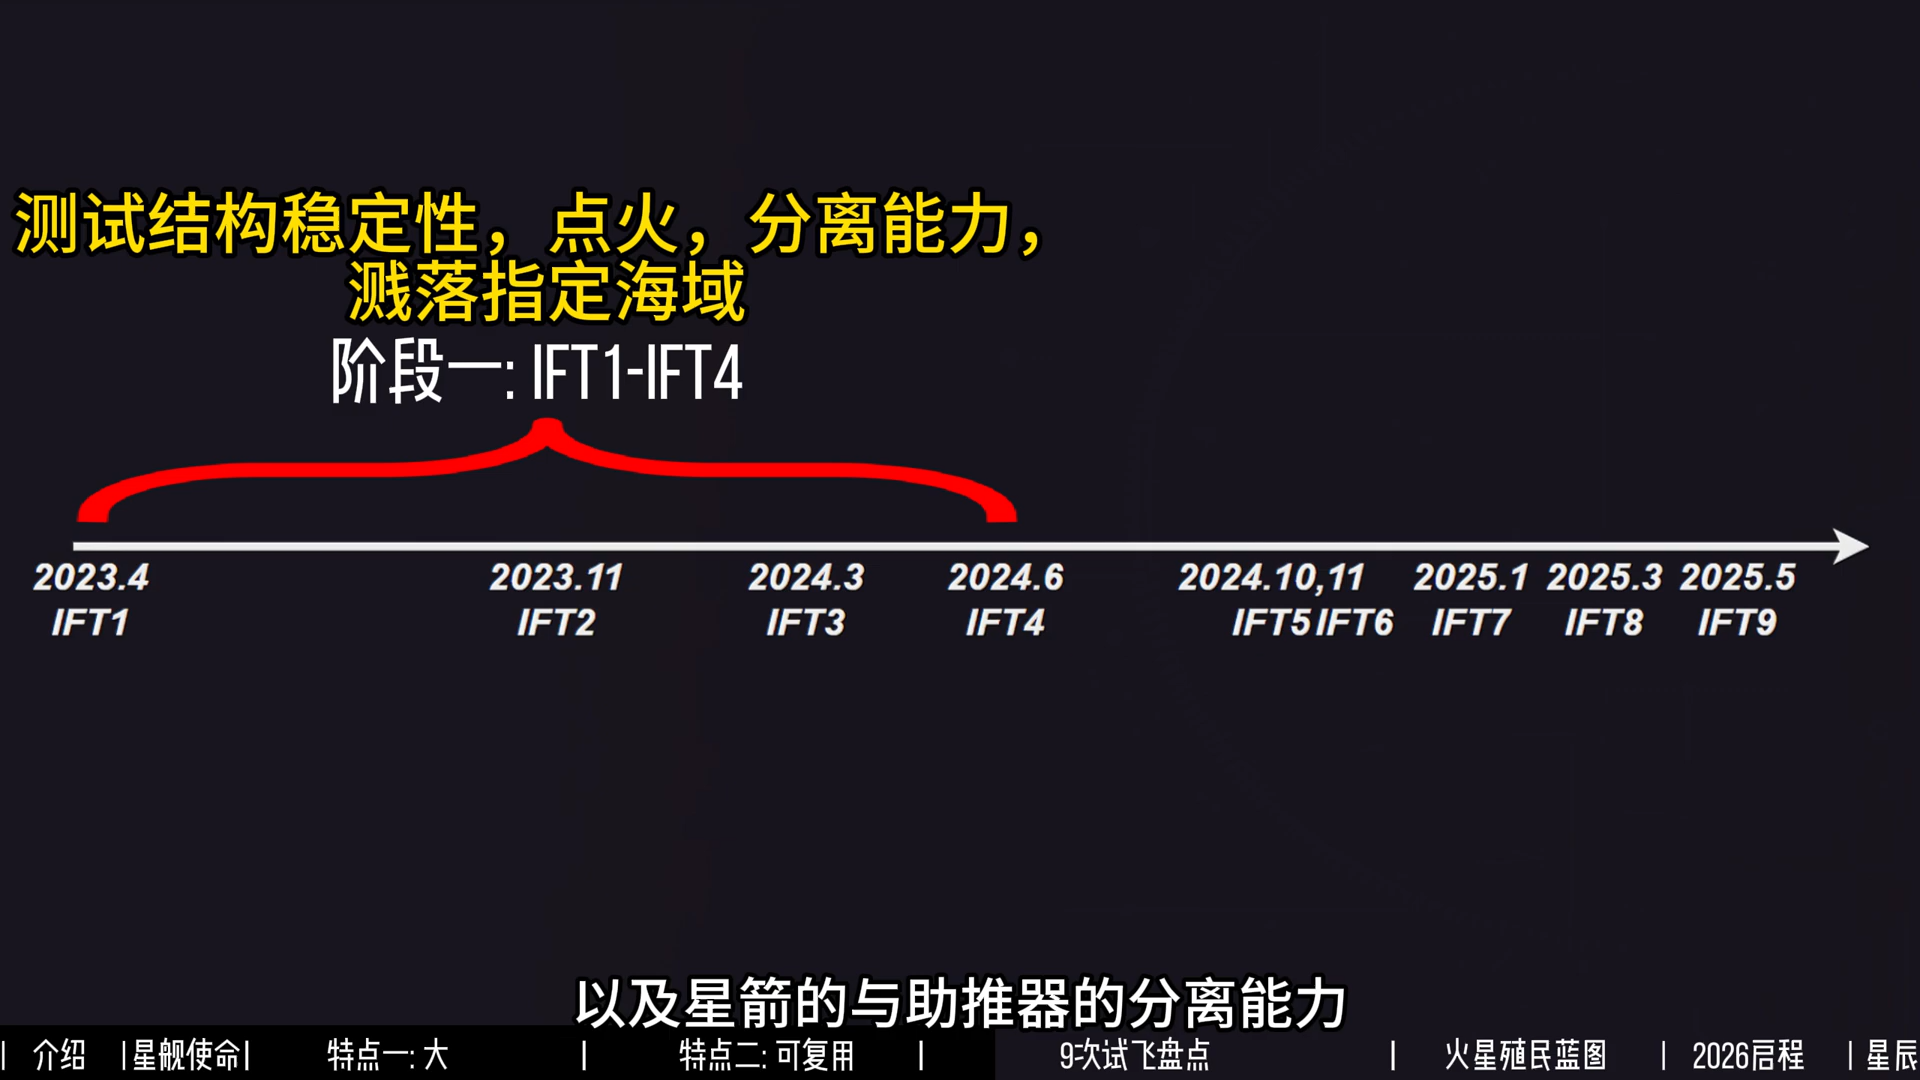 测试结构稳定性，点火，分离能力，
溅落指定海域
阶段一: IFT1-IFT4
2023.4 2023.11 2024.3 2024.6 2024.10,11 2025.1 2025.3 2025.5
IFT1 IFT2 IFT3 IFT4 IFT5 IFT6 IFT7 IFT8 IFT9
以及星箭的与助推器的分离能力
| 介绍 |星舰使命| 特点一: 大 | 特点二: 可复用 | 9次试飞盘点 | 火星殖民蓝图 | 2026启程 | 星辰